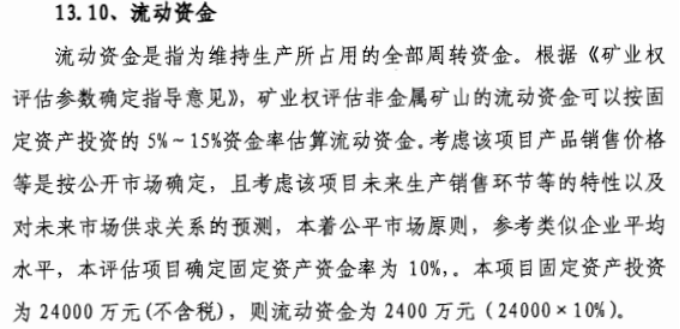 13.10、流动资金
流动资金是指为维持生产所占用的全部周转资金。根据《矿业权
评估参数确定指导意见》，矿业权评估非金属矿山的流动资金可以按固
定资产投资的5%～15%资金率估算流动资金。考虑该项目产品销售价格
等是按公开市场确定，且考虑该项目未来生产销售环节等的特性以及
对未来市场供求关系的预测，本着公平市场原则，参考类似企业平均
水平，本评估项目确定固定资产资金率为 10%,。本项目固定资产投资
为 24000 万元(不含税)，则流动资金为 2400 万元（24000×10%）。